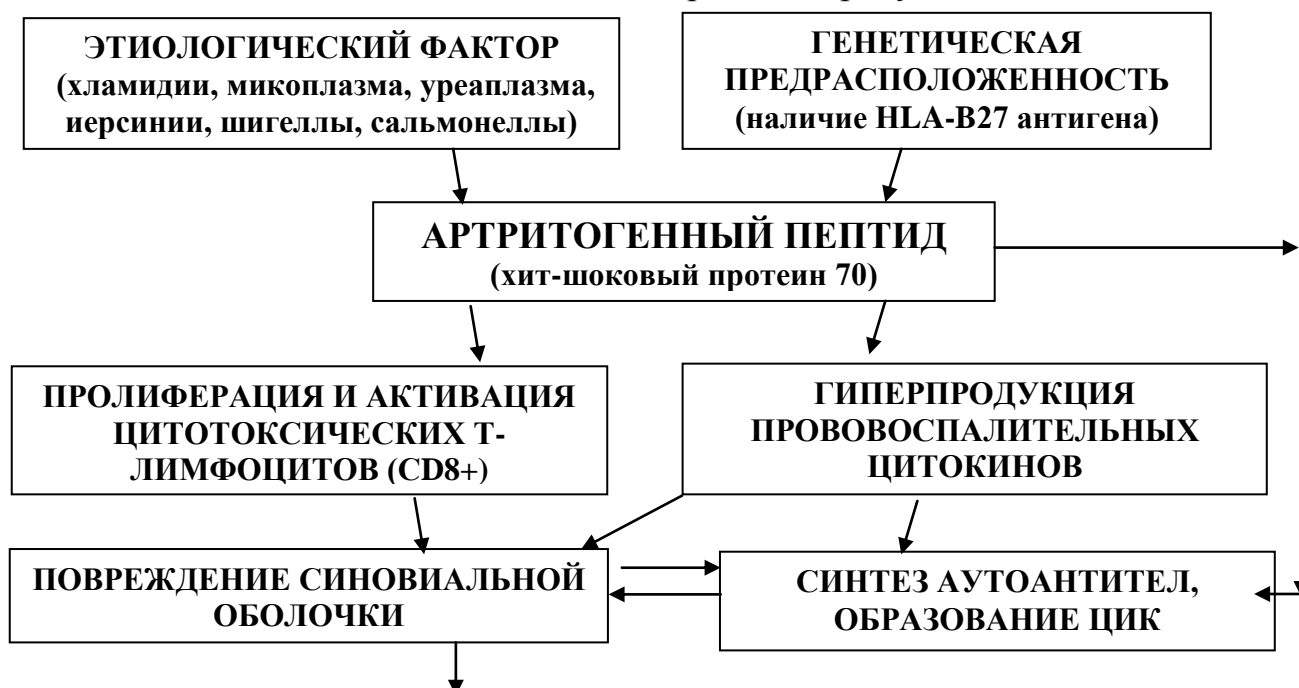 ЭТИОЛОГИЧЕСКИЙ ФАКТОР
(хламидии, микоплазма, уреаплазма,
иерсинии, шигеллы, сальмонеллы)
ГЕНЕТИЧЕСКАЯ
ПРЕДРАСПОЛОЖЕННОСТЬ
(наличие HLA-B27 антигена)
АРТРИТОГЕННЫЙ ПЕПТИД
(хит-шоковый протеин 70)
ПРОЛИФЕРАЦИЯ И АКТИВАЦИЯ
ЦИТОТОКСИЧЕСКИХ Т-
ЛИМФОЦИТОВ (CD8+)
ГИПЕРПРОДУКЦИЯ
ПРОВОВОСПАЛИТЕЛЬНЫХ
ЦИТОКИНОВ
ПОВРЕЖДЕНИЕ СИНОВИАЛЬНОЙ
ОБОЛОЧКИ
СИНТЕЗ АУТОАНТИТЕЛ,
ОБРАЗОВАНИЕ ЦИК